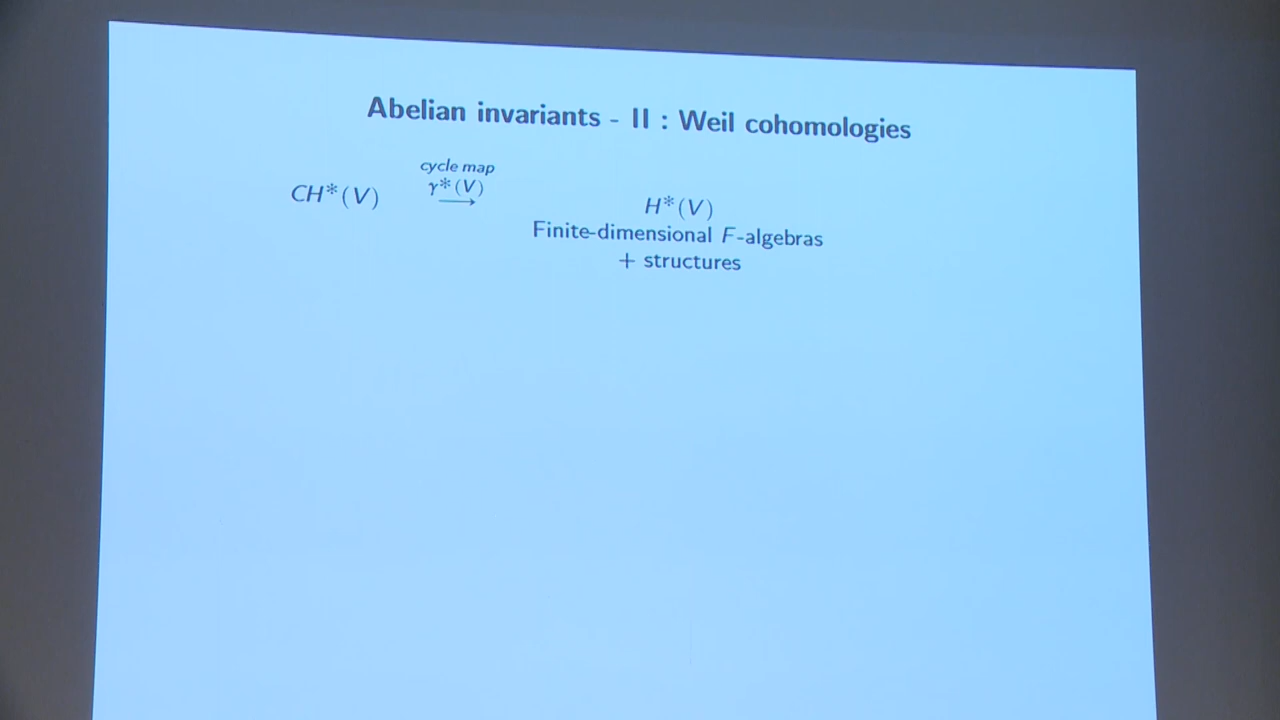 Abelian invariants - II : Weil cohomologies
cycle map
CH*(V) γ*(V) ⟶ H*(V)
Finite-dimensional F-algebras
+ structures